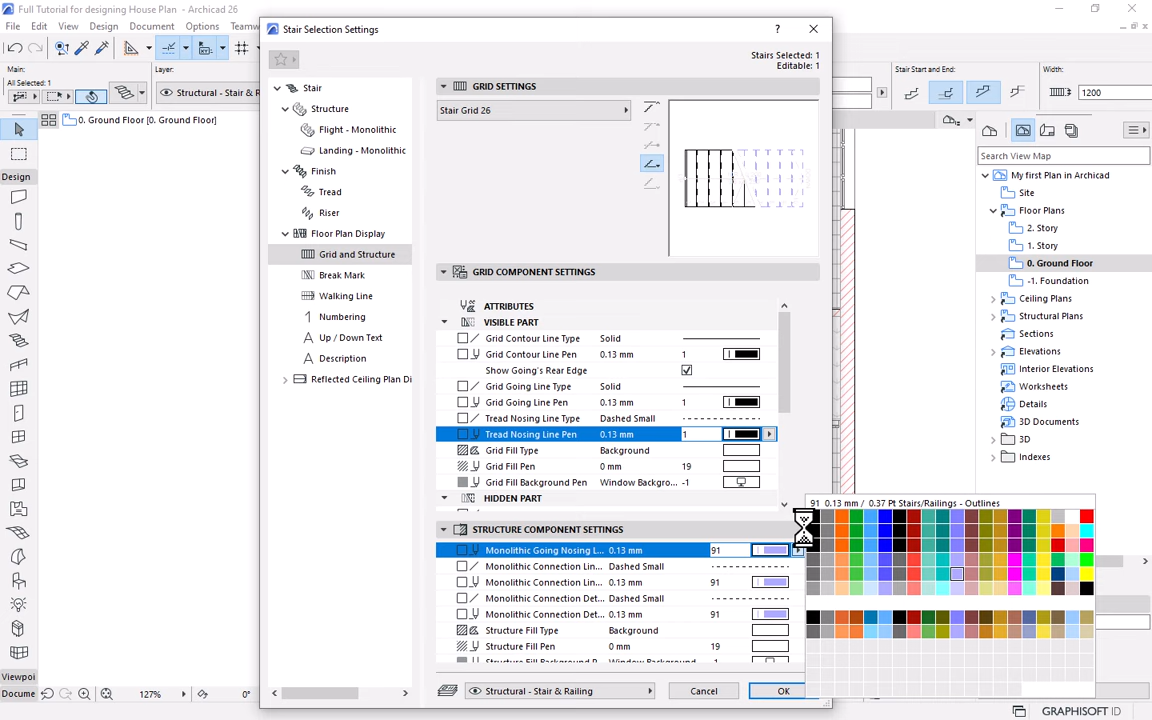 Full Tutorial for designing House Plan - Archicad 26
File Edit View Design Document Options Teamw
Main:
All Selected: 1
Layer:
Structural - Stair & R
0. Ground Floor [0. Ground Floor]
Design
Viewpoi
Docume
127%
0°
Stair Selection Settings
?
Stairs Selected: 1
Editable: 1
Stair
Structure
Flight - Monolithic
Landing - Monolithic
Finish
Tread
Riser
Floor Plan Display
Grid and Structure
Break Mark
Walking Line
Numbering
Up / Down Text
Description
Reflected Ceiling Plan Di
GRID SETTINGS
Stair Grid 26
GRID COMPONENT SETTINGS
ATTRIBUTES
VISIBLE PART
Grid Contour Line Type Solid
Grid Contour Line Pen 0.13 mm 1
Show Going's Rear Edge
Grid Going Line Type Solid
Grid Going Line Pen 0.13 mm 1
Tread Nosing Line Type Dashed Small
Tread Nosing Line Pen 0.13 mm 1
Grid Fill Type Background
Grid Fill Pen 0 mm 19
Grid Fill Background Pen Window Backgro... -1
HIDDEN PART
STRUCTURE COMPONENT SETTINGS
Monolithic Going Nosing L... 0.13 mm 91
Monolithic Connection Lin... Dashed Small
Monolithic Connection Lin... 0.13 mm 91
Monolithic Connection Det... Dashed Small
Monolithic Connection Det... 0.13 mm 91
Structure Fill Type Background
Structure Fill Pen 0 mm 19
Structural - Stair & Railing
Cancel
OK
91 0.13 mm / 0.37 Pt Stairs/Railings - Outlines
Stair Start and End:
Width:
1200
Search View Map
My first Plan in Archicad
Site
Floor Plans
2. Story
1. Story
0. Ground Floor
-1. Foundation
Ceiling Plans
Structural Plans
Sections
Elevations
Interior Elevations
Worksheets
Details
3D Documents
3D
Indexes
GRAPHISOFT ID